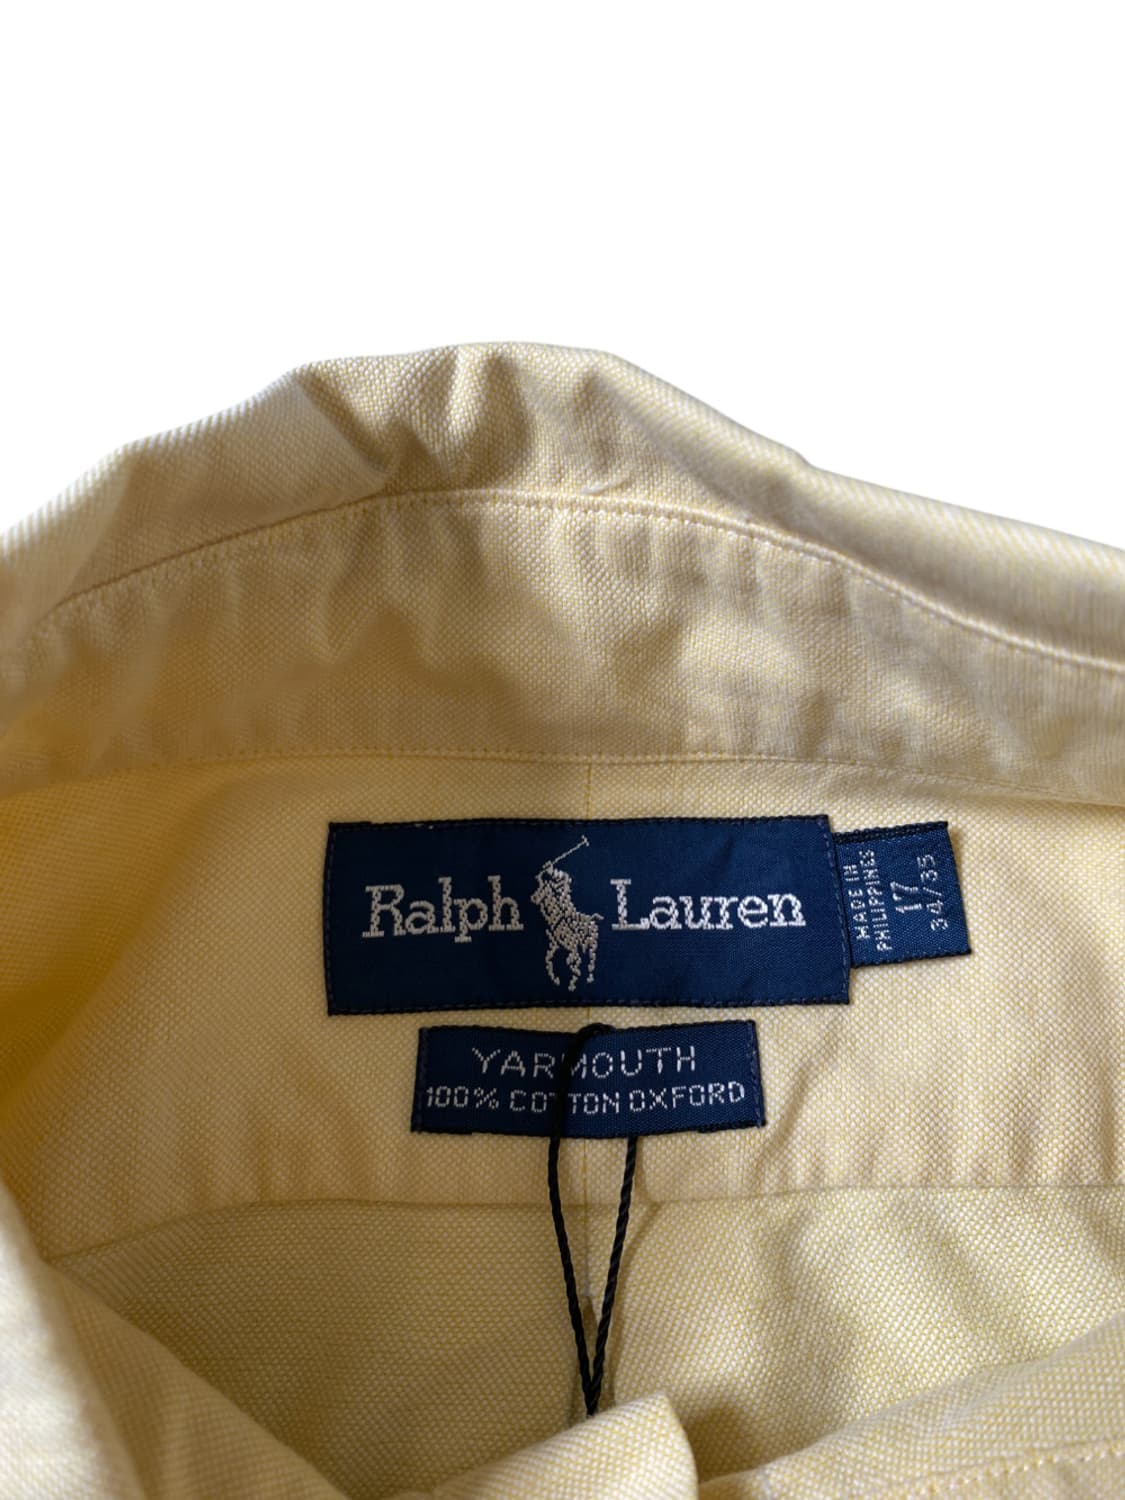 Ralph Lauren
MADE IN
PHILIPPINES
17
34/35
YARMOUTH
100% COTTON OXFORD